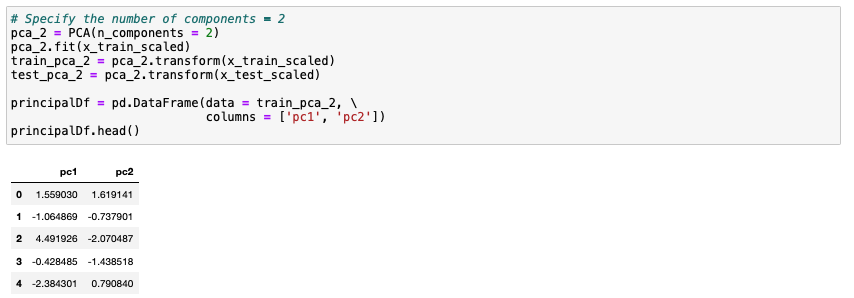 # Specify the number of components = 2
pca_2 = PCA(n_components = 2)
pca_2.fit(x_train_scaled)
train_pca_2 = pca_2.transform(x_train_scaled)
test_pca_2 = pca_2.transform(x_test_scaled)

principalDf = pd.DataFrame(data = train_pca_2, \
                           columns = ['pc1', 'pc2'])
principalDf.head()

pc1 pc2
0 1.559030 1.619141
1 -1.064869 -0.737901
2 4.491926 -2.070487
3 -0.428485 -1.438518
4 -2.384301 0.790840